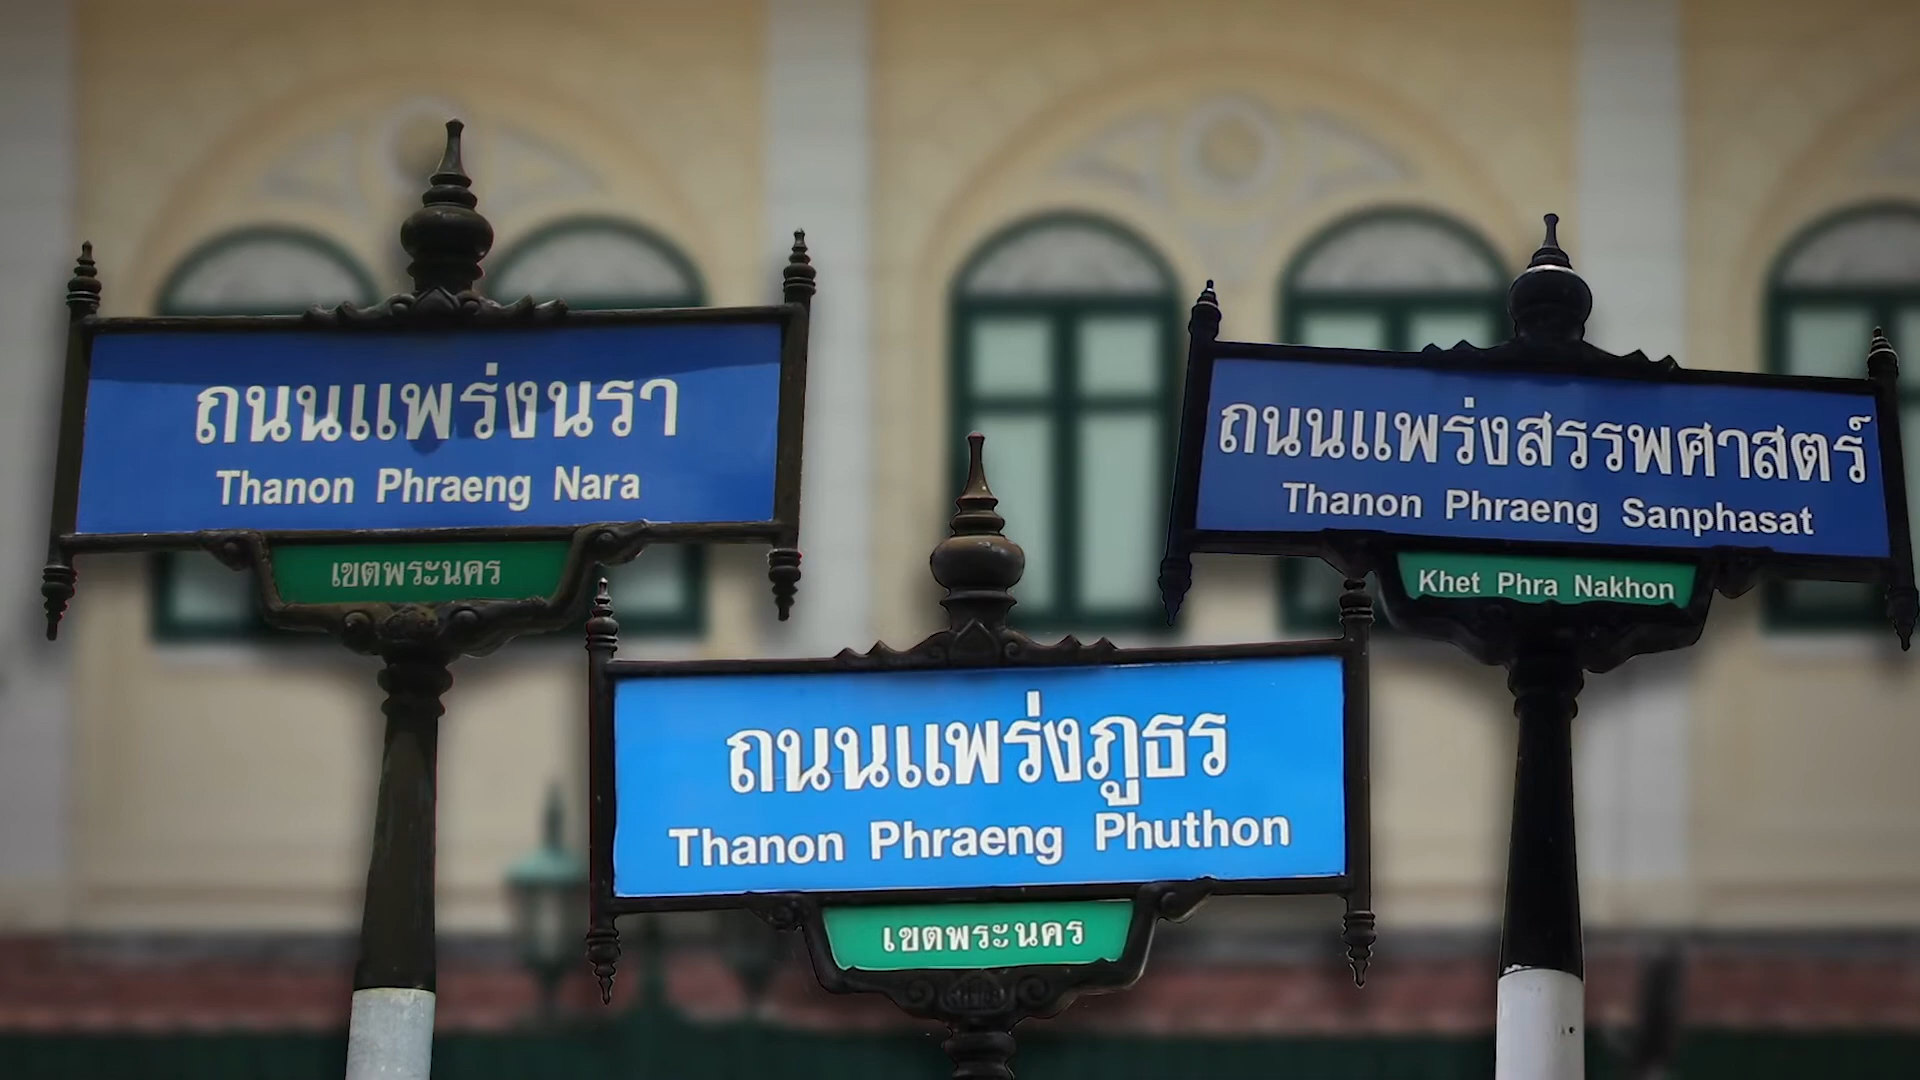 ถนนแพร่งนรา
Thanon Phraeng Nara
เขตพระนคร
ถนนแพร่งสรรพศาสตร์
Thanon Phraeng Sanphasat
Khet Phra Nakhon
ถนนแพร่งภูธร
Thanon Phraeng Phuthon
เขตพระนคร